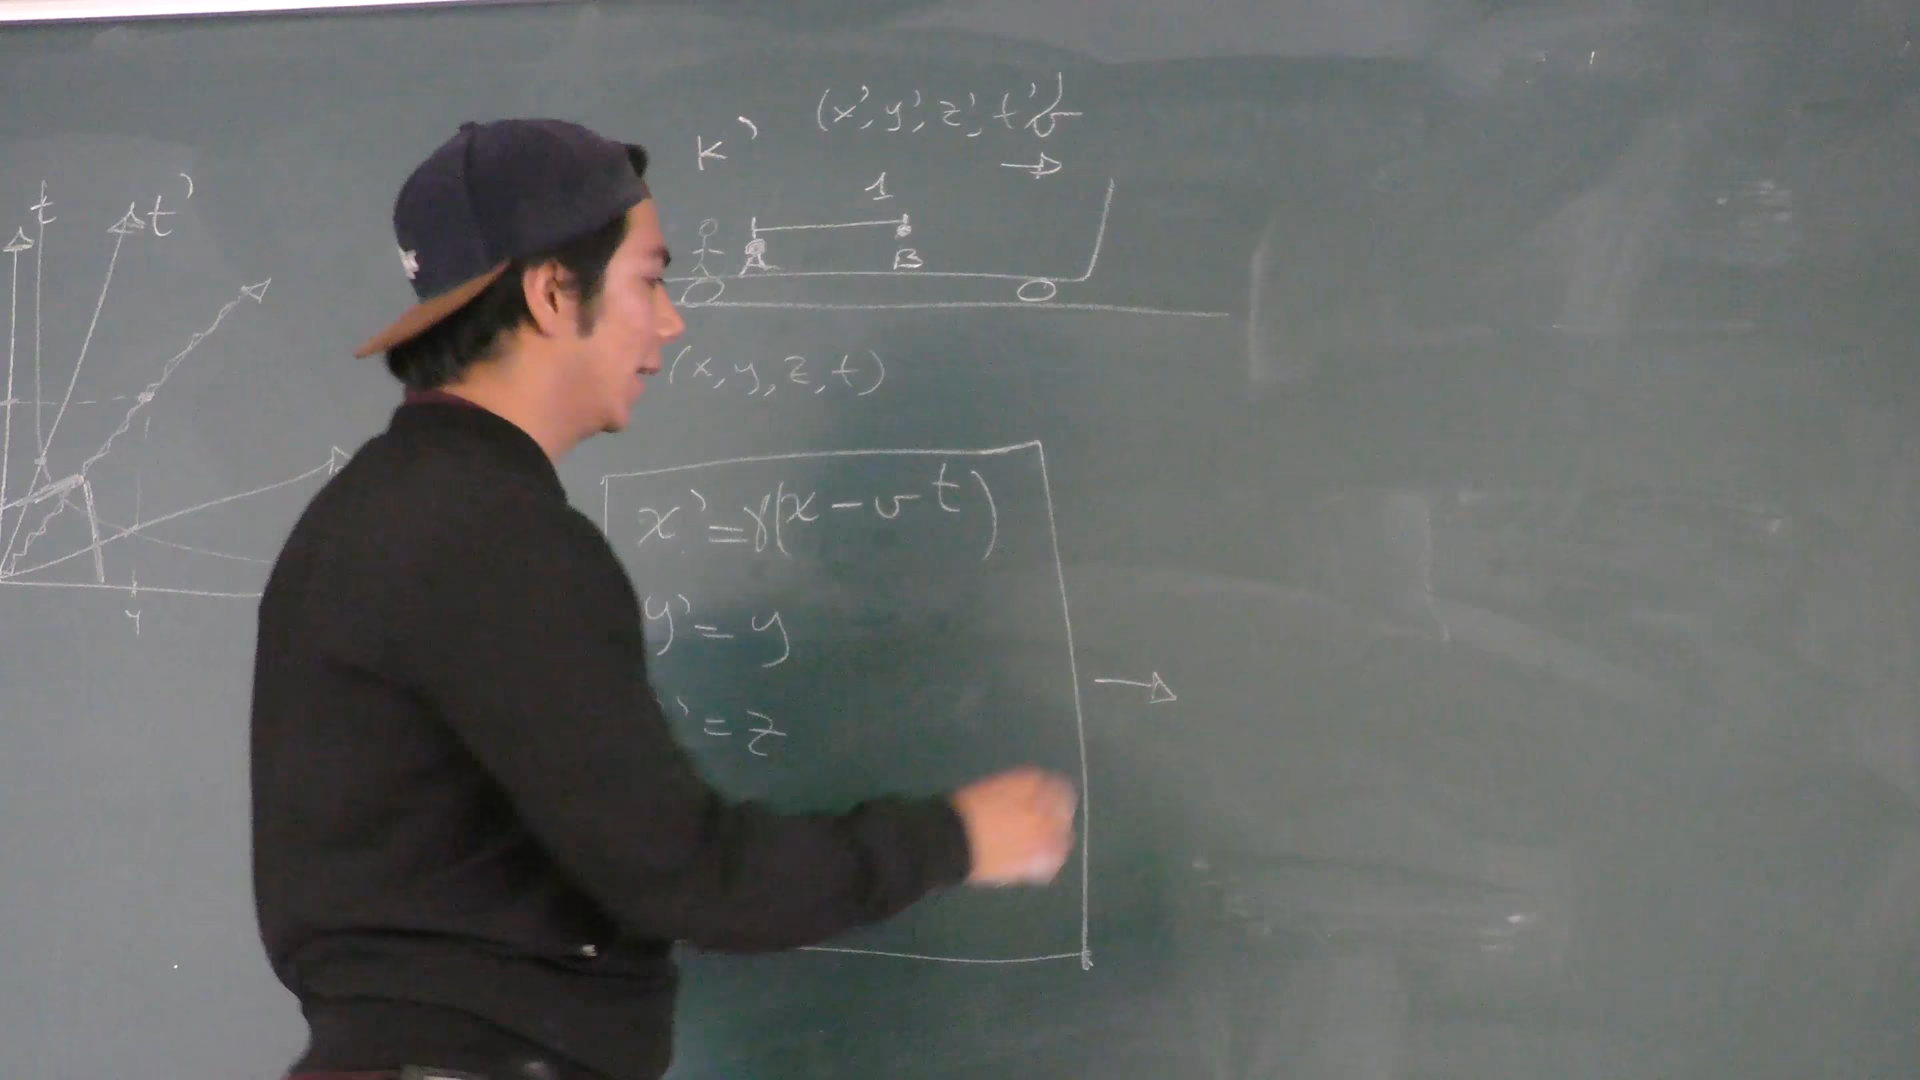 t
t'
K'
(x', y', z', t')
v
1
A
B
(x, y, z, t)
x' = γ(x - vt)
y' = y
' = z